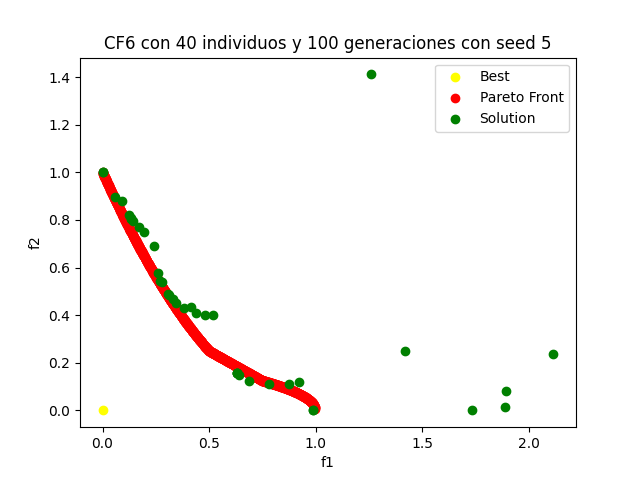 CF6 con 40 individuos y 100 generaciones con seed 5
Best
Pareto Front
Solution
f2
1.4
1.2
1.0
0.8
0.6
0.4
0.2
0.0
0.0 0.5 1.0 1.5 2.0
f1